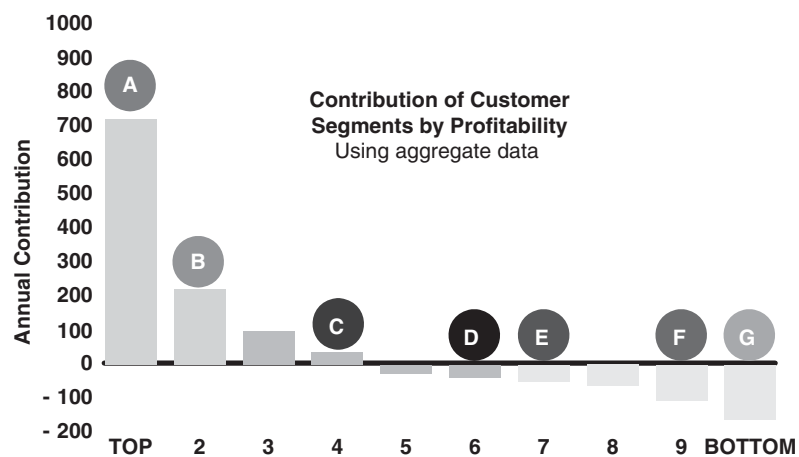 Contribution of Customer
Segments by Profitability
Using aggregate data
Annual Contribution
1000
900
800
700
600
500
400
300
200
100
0
- 100
- 200
A
B
C
D
E
F
G
TOP 2 3 4 5 6 7 8 9 BOTTOM